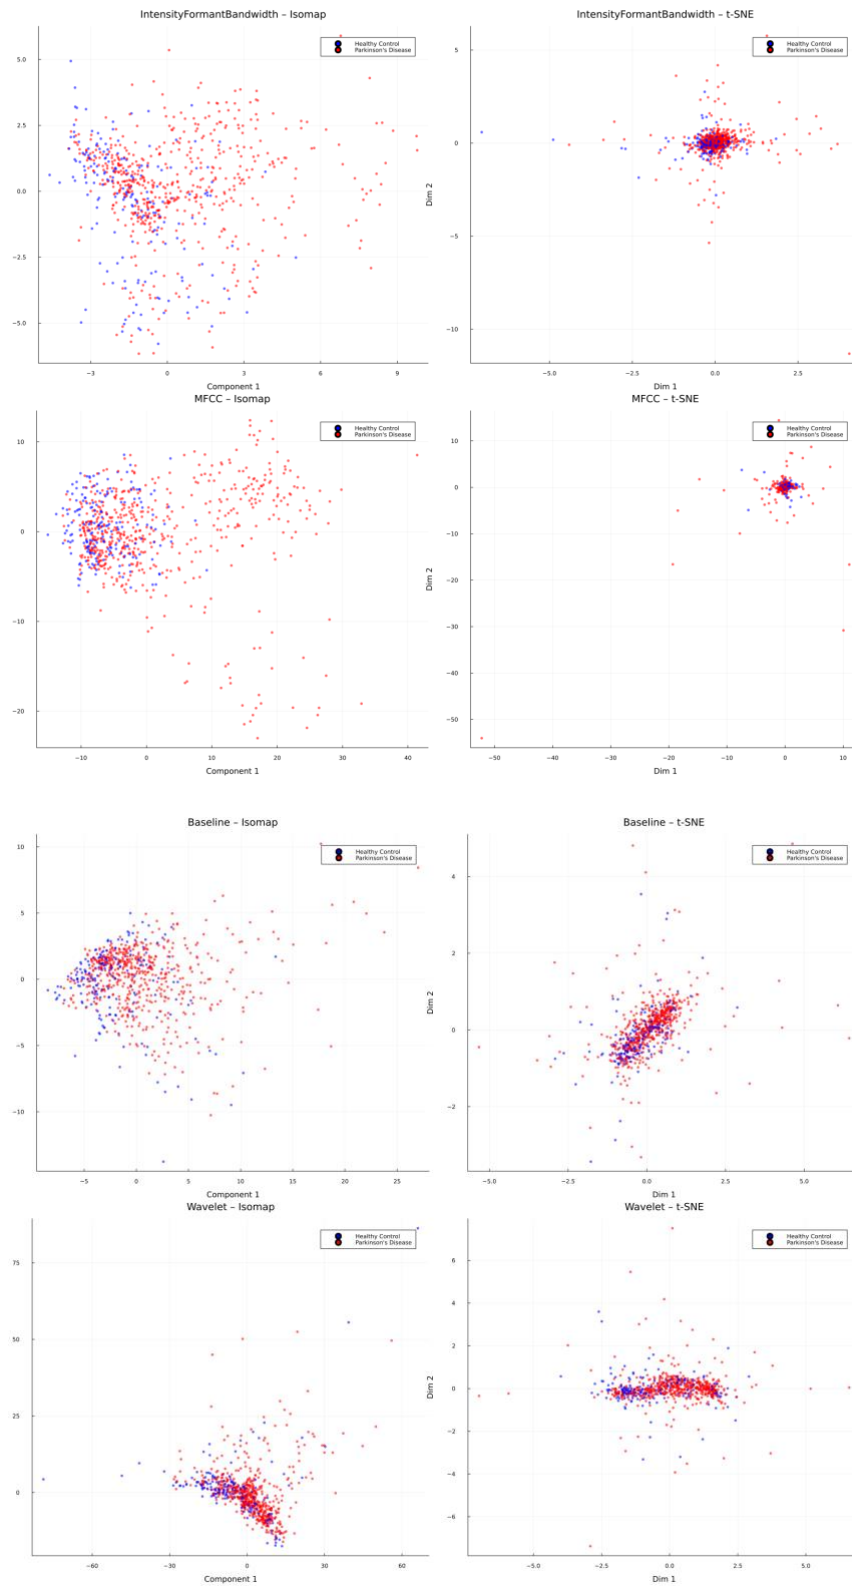 IntensityFormantBandwidth – Isomap
Healthy Control
Parkinson's Disease
5.0
2.5
0.0
−2.5
−5.0
−3
0
3
6
9
Component 1
IntensityFormantBandwidth – t-SNE
Healthy Control
Parkinson's Disease
Dim 2
5
0
−5
−10
−5.0
−2.5
0.0
2.5
Dim 1
MFCC – Isomap
Healthy Control
Parkinson's Disease
10
0
−10
−20
−10
0
10
20
30
40
Component 1
MFCC – t-SNE
Healthy Control
Parkinson's Disease
Dim 2
10
0
−10
−20
−30
−40
−50
−50
−40
−30
−20
−10
0
10
Dim 1
Baseline – Isomap
Healthy Control
Parkinson's Disease
10
5
0
−5
−10
−5
0
5
10
15
20
25
Component 1
Baseline – t-SNE
Healthy Control
Parkinson's Disease
Dim 2
4
2
0
−2
−5.0
−2.5
0.0
2.5
5.0
Dim 1
Wavelet – Isomap
Healthy Control
Parkinson's Disease
75
50
25
0
−60
−30
0
30
60
Component 1
Wavelet – t-SNE
Healthy Control
Parkinson's Disease
Dim 2
6
4
2
0
−2
−4
−6
−5.0
−2.5
0.0
2.5
5.0
Dim 1